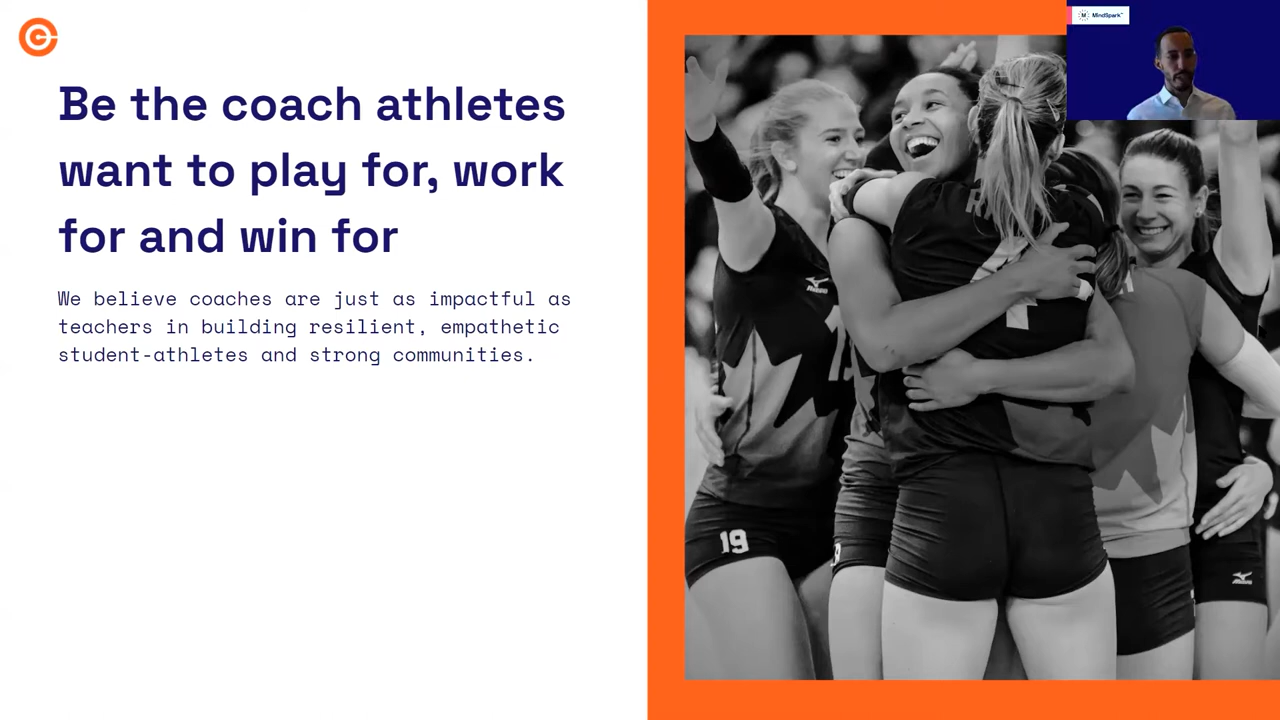 Be the coach athletes
want to play for, work
for and win for
We believe coaches are just as impactful as
teachers in building resilient, empathetic
student-athletes and strong communities.
MindSpark™
19